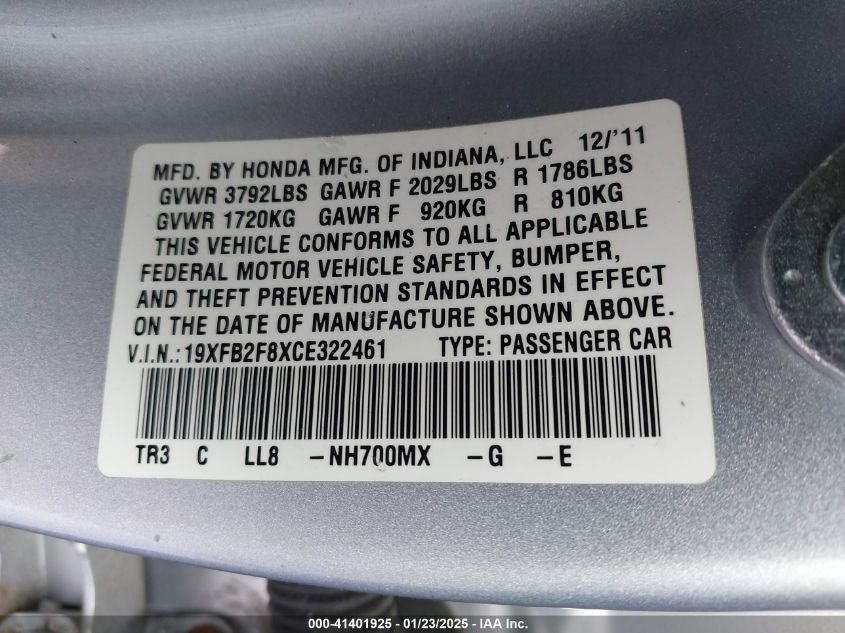 MFD. BY HONDA MFG. OF INDIANA, LLC 12/'11
GVWR 3792LBS GAWR F 2029LBS R 1786LBS
GVWR 1720KG GAWR F 920KG R 810KG
THIS VEHICLE CONFORMS TO ALL APPLICABLE
FEDERAL MOTOR VEHICLE SAFETY, BUMPER,
AND THEFT PREVENTION STANDARDS IN EFFECT
ON THE DATE OF MANUFACTURE SHOWN ABOVE.
V.I.N.:19XFB2F8XCE322461 TYPE: PASSENGER CAR
TR3 C LL8 -NH700MX -G -E
000-41401925 - 01/23/2025 - IAA Inc.